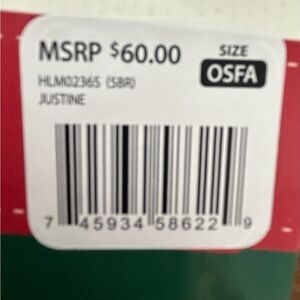 MSRP $60.00
SIZE
OSFA
HLM02365 (SBR)
JUSTINE
7 45934 58622 9